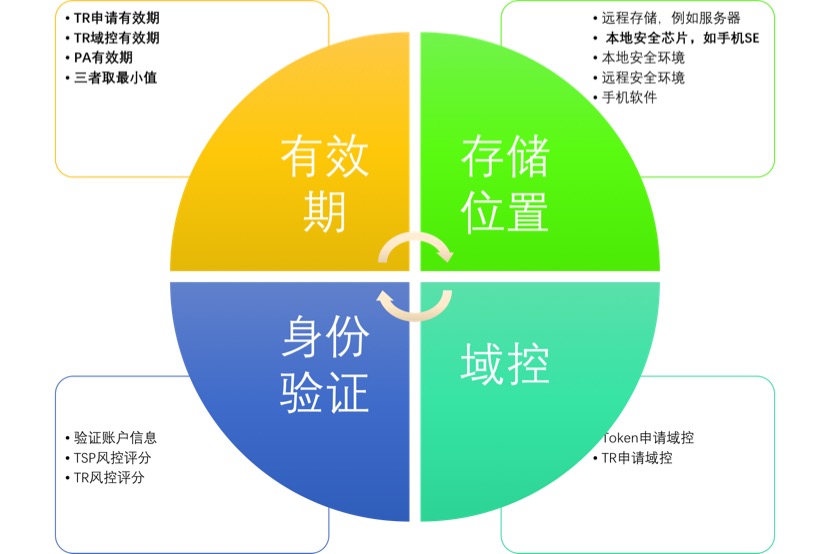 • TR申请有效期
• TR域控有效期
• PA有效期
• 三者取最小值
• 远程存储，例如服务器
• 本地安全芯片，如手机SE
• 本地安全环境
• 远程安全环境
• 手机软件
有效
期
存储
位置
身份
验证
域控
• 验证账户信息
• TSP风控评分
• TR风控评分
Token申请域控
• TR申请域控